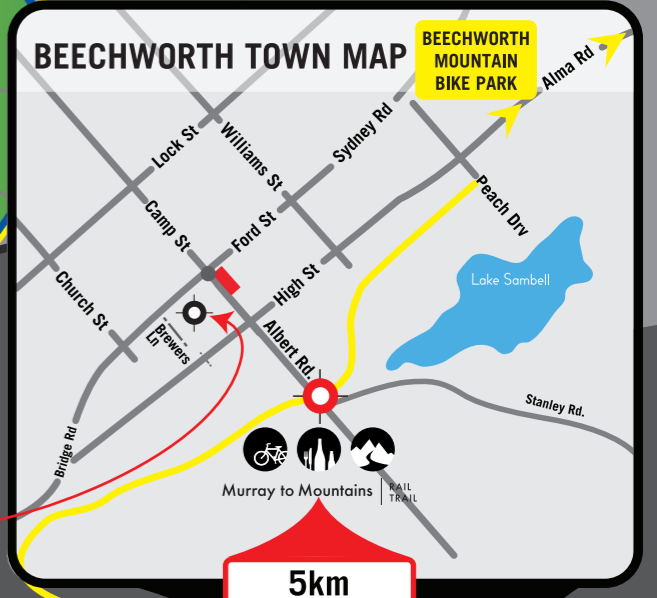 BEECHWORTH TOWN MAP
BEECHWORTH
MOUNTAIN
BIKE PARK
Alma Rd
Sydney Rd
Lock St
Williams St
Peach Drv
Camp St
Ford St
Lake Sambell
Church St
High St
Brewers
Ln
Albert Rd.
Stanley Rd.
Bridge Rd
Murray to Mountains | RAIL
TRAIL
5km